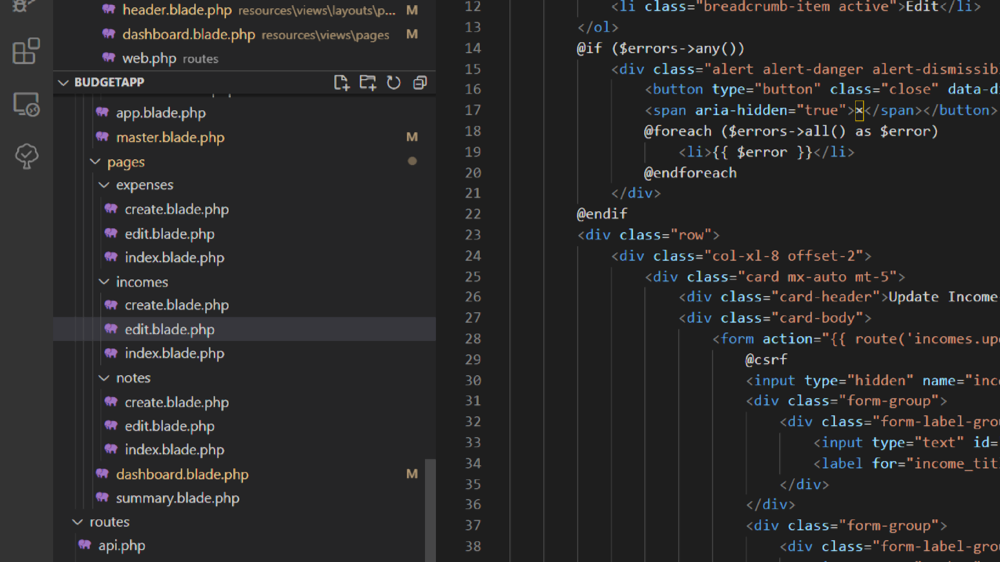 header.blade.php resources\views\layouts\p... M
dashboard.blade.php resources\views\pages M
web.php routes
BUDGETAPP
app.blade.php
master.blade.php M
pages
expenses
create.blade.php
edit.blade.php
index.blade.php
incomes
create.blade.php
edit.blade.php
index.blade.php
notes
create.blade.php
edit.blade.php
index.blade.php
dashboard.blade.php M
summary.blade.php
routes
api.php
12 <li class="breadcrumb-item active">Edit</li>
13 </ol>
14 @if ($errors->any())
15 <div class="alert alert-danger alert-dismissib
16 <button type="button" class="close" data-d
17 <span aria-hidden="true">×</span></button>
18 @foreach ($errors->all() as $error)
19 <li>{{ $error }}</li>
20 @endforeach
21 </div>
22 @endif
23 <div class="row">
24 <div class="col-xl-8 offset-2">
25 <div class="card mx-auto mt-5">
26 <div class="card-header">Update Income
27 <div class="card-body">
28 <form action="{{ route('incomes.up
29 @csrf
30 <input type="hidden" name="inc
31 <div class="form-group">
32 <div class="form-label-gro
33 <input type="text" id=
34 <label for="income_tit
35 </div>
36 </div>
37 <div class="form-group">
38 <div class="form-label-gro